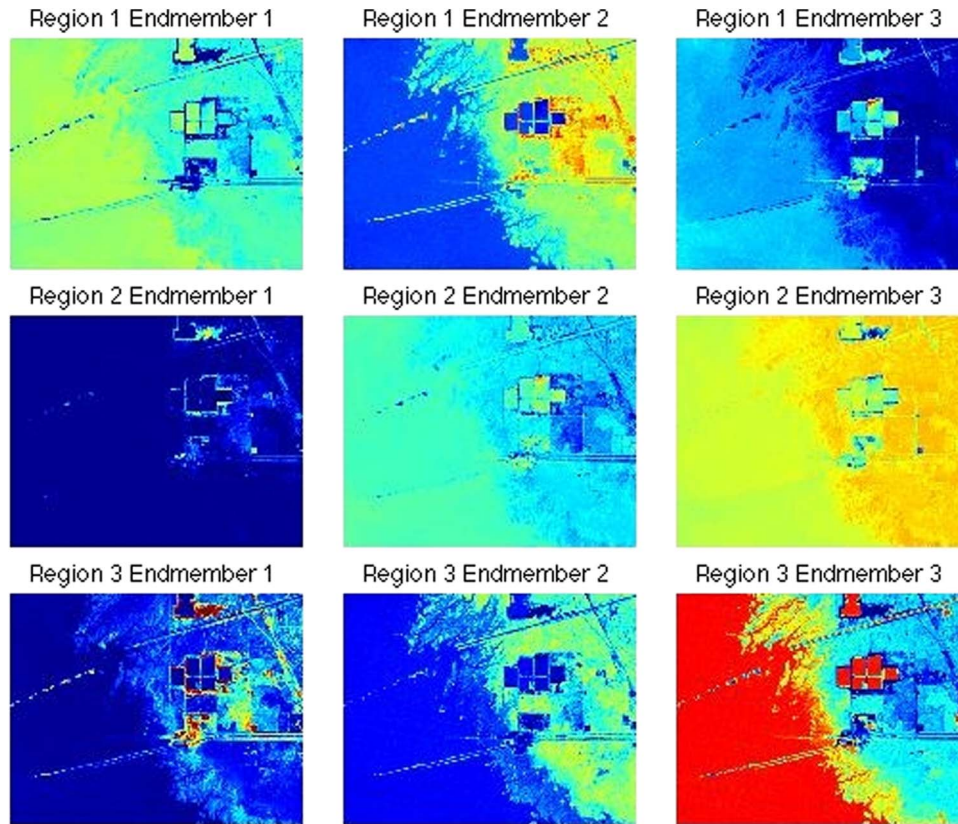 Region 1 Endmember 1
Region 1 Endmember 2
Region 1 Endmember 3
Region 2 Endmember 1
Region 2 Endmember 2
Region 2 Endmember 3
Region 3 Endmember 1
Region 3 Endmember 2
Region 3 Endmember 3